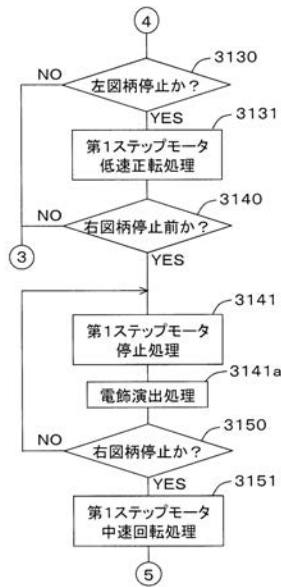 4
3130
NO
左図柄停止か？
YES
3131
第1ステップモータ
低速正転処理
3140
右図柄停止前か？
3
YES
3141
第1ステップモータ
停止処理
3141a
電飾演出処理
3150
NO
右図柄停止か？
YES
3151
第1ステップモータ
中速回転処理
5